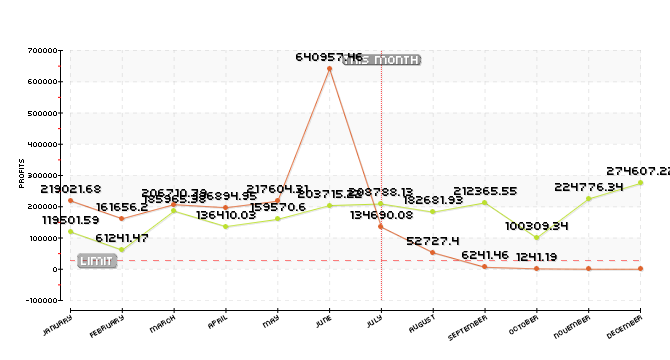 700000
600000
500000
400000
300000
200000
100000
0
-100000
PROFITS
THIS MONTH
LIMIT
219021.68
161656.2
206710.79
196894.95
217604.31
640957.46
134690.08
52727.4
6241.46
1241.19
119501.59
61241.47
185965.38
136410.03
159570.6
203715.22
208788.13
182681.93
212365.55
100309.34
224776.34
274607.22
JANUARY
FEBRUARY
MARCH
APRIL
MAY
JUNE
JULY
AUGUST
SEPTEMBER
OCTOBER
NOVEMBER
DECEMBER